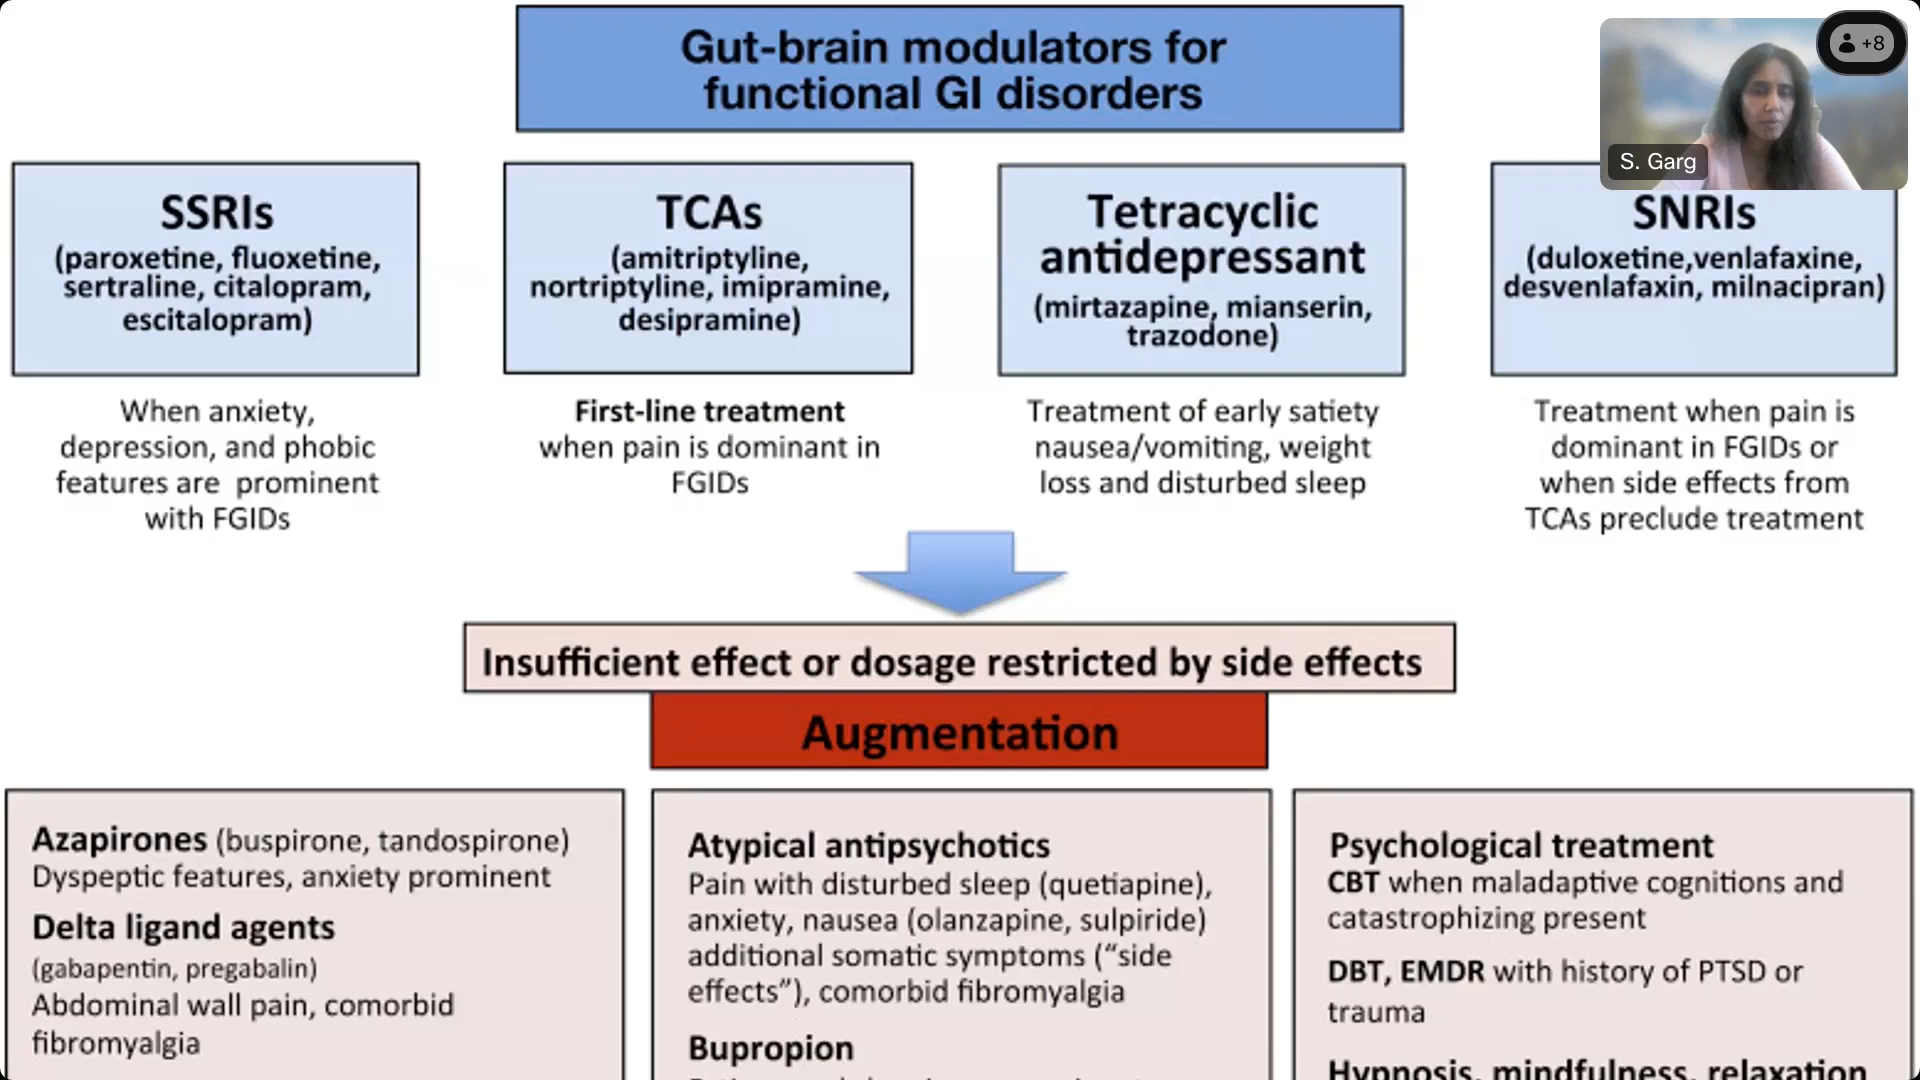 Gut-brain modulators for
functional GI disorders
+8
S. Garg
SSRIs
(paroxetine, fluoxetine,
sertraline, citalopram,
escitalopram)
TCAs
(amitriptyline,
nortriptyline, imipramine,
desipramine)
Tetracyclic
antidepressant
(mirtazapine, mianserin,
trazodone)
SNRIs
(duloxetine,venlafaxine,
desvenlafaxin, milnacipran)
When anxiety,
depression, and phobic
features are prominent
with FGIDs
First-line treatment
when pain is dominant in
FGIDs
Treatment of early satiety
nausea/vomiting, weight
loss and disturbed sleep
Treatment when pain is
dominant in FGIDs or
when side effects from
TCAs preclude treatment
Insufficient effect or dosage restricted by side effects
Augmentation
Azapirones (buspirone, tandospirone)
Dyspeptic features, anxiety prominent
Delta ligand agents
(gabapentin, pregabalin)
Abdominal wall pain, comorbid
fibromyalgia
Atypical antipsychotics
Pain with disturbed sleep (quetiapine),
anxiety, nausea (olanzapine, sulpiride)
additional somatic symptoms (“side
effects”), comorbid fibromyalgia
Bupropion
Psychological treatment
CBT when maladaptive cognitions and
catastrophizing present
DBT, EMDR with history of PTSD or
trauma
Hypnosis, mindfulness, relaxation